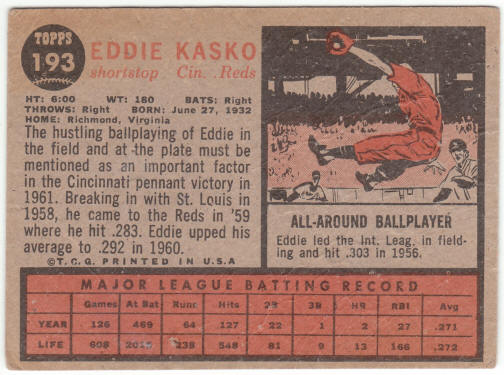 TOPPS
193
EDDIE KASKO
shortstop Cin. Reds
HT: 6:00 WT: 180 BATS: Right
THROWS: Right BORN: June 27, 1932
HOME: Richmond, Virginia
The hustling ballplaying of Eddie in
the field and at the plate must be
mentioned as an important factor
in the Cincinnati pennant victory in
1961. Breaking in with St. Louis in
1958, he came to the Reds in '59
where he hit .283. Eddie upped his
average to .292 in 1960.
© T.C.G. PRINTED IN U.S.A.
ALL-AROUND BALLPLAYER
Eddie led the Int. Leag. in field-
ing and hit .303 in 1956.
MAJOR LEAGUE BATTING RECORD
Games At Bat Runs Hits 2B 3B HR RBI Avg
YEAR 126 469 64 127 22 1 2 27 .271
LIFE 608 238 548 81 9 13 166 .272